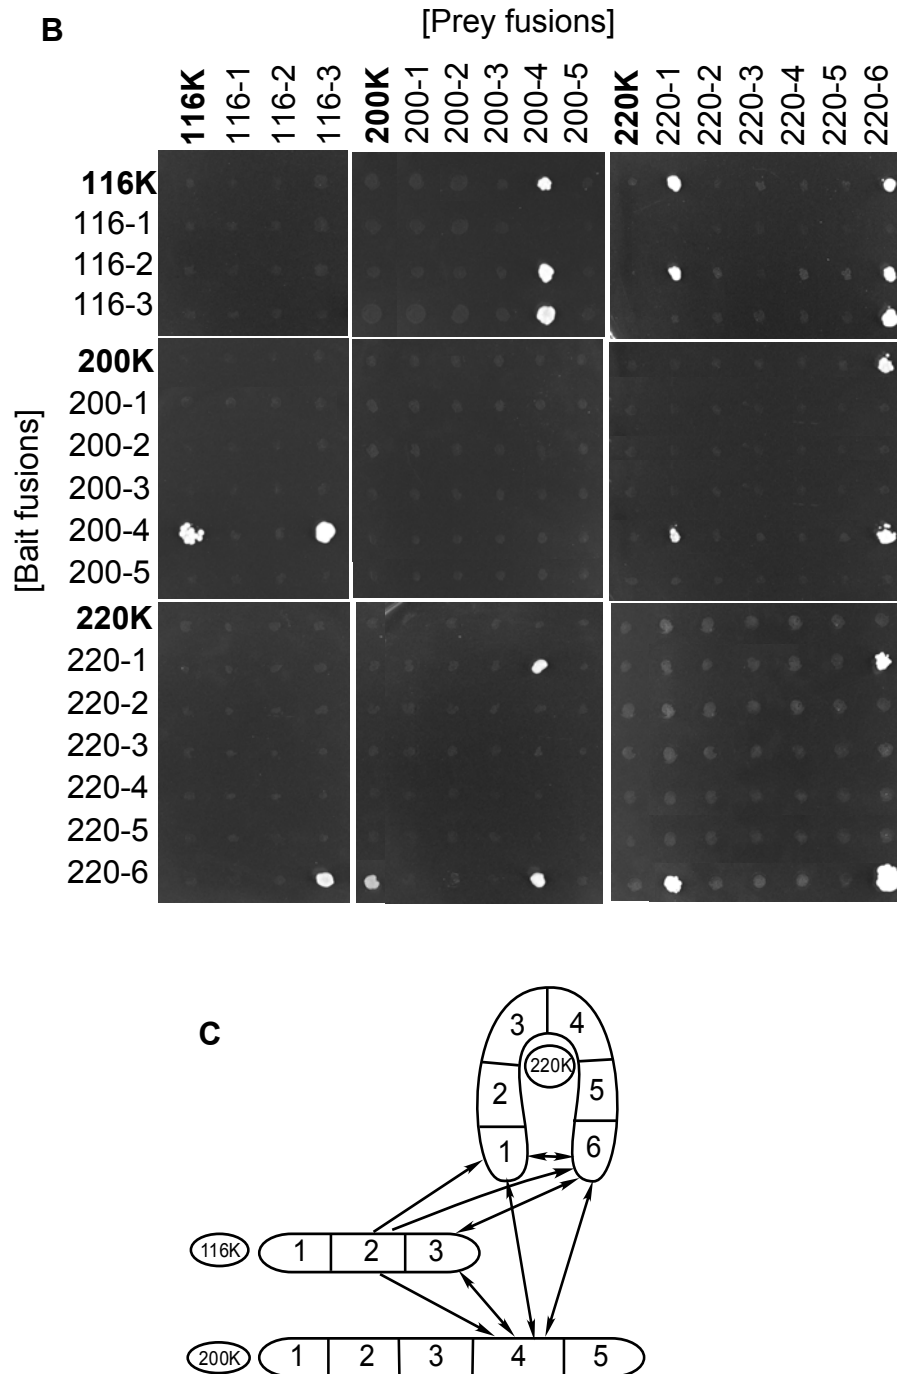 B
[Prey fusions]
116K 116-1 116-2 116-3 200K 200-1 200-2 200-3 200-4 200-5 220K 220-1 220-2 220-3 220-4 220-5 220-6
[Bait fusions]
116K
116-1
116-2
116-3
200K
200-1
200-2
200-3
200-4
200-5
220K
220-1
220-2
220-3
220-4
220-5
220-6
C
3 4
220K
2 5
1 6
116K 1 2 3
200K 1 2 3 4 5